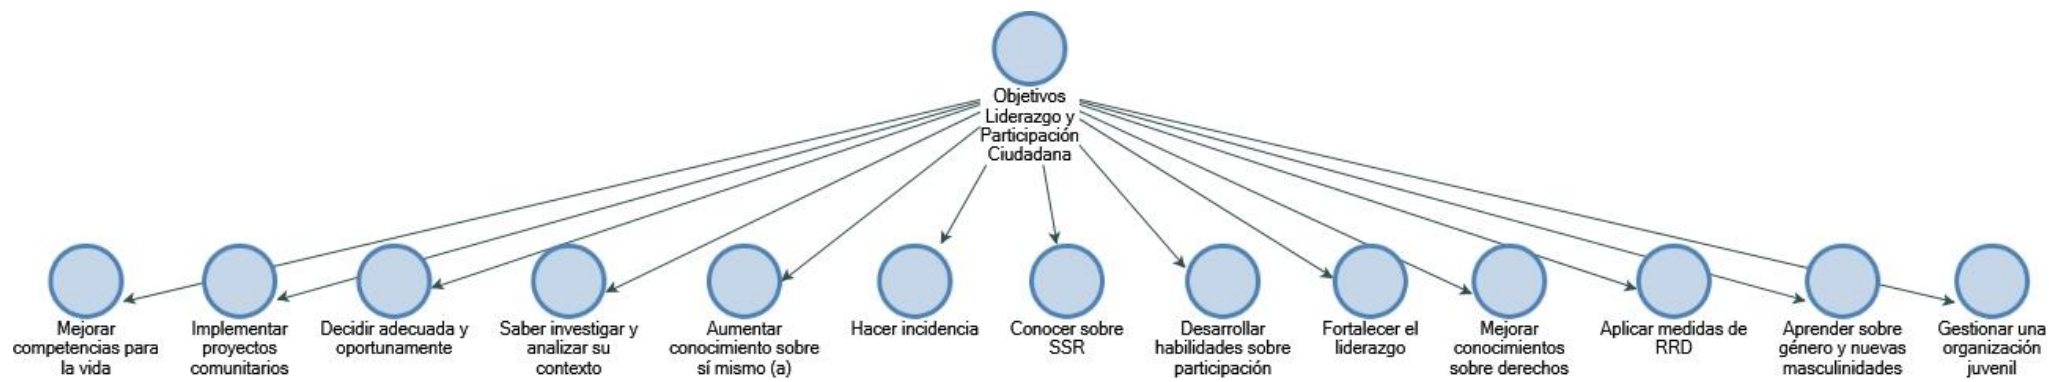 Objetivos
Liderazgo y
Participación
Ciudadana
Mejorar
competencias para
la vida
Implementar
proyectos
comunitarios
Decidir adecuada y
oportunamente
Saber investigar y
analizar su
contexto
Aumentar
conocimiento sobre
sí mismo (a)
Hacer incidencia
Conocer sobre
SSR
Desarrollar
habilidades sobre
participación
Fortalecer el
liderazgo
Mejorar
conocimientos
sobre derechos
Aplicar medidas de
RRD
Aprender sobre
género y nuevas
masculinidades
Gestionar una
organización
juvenil